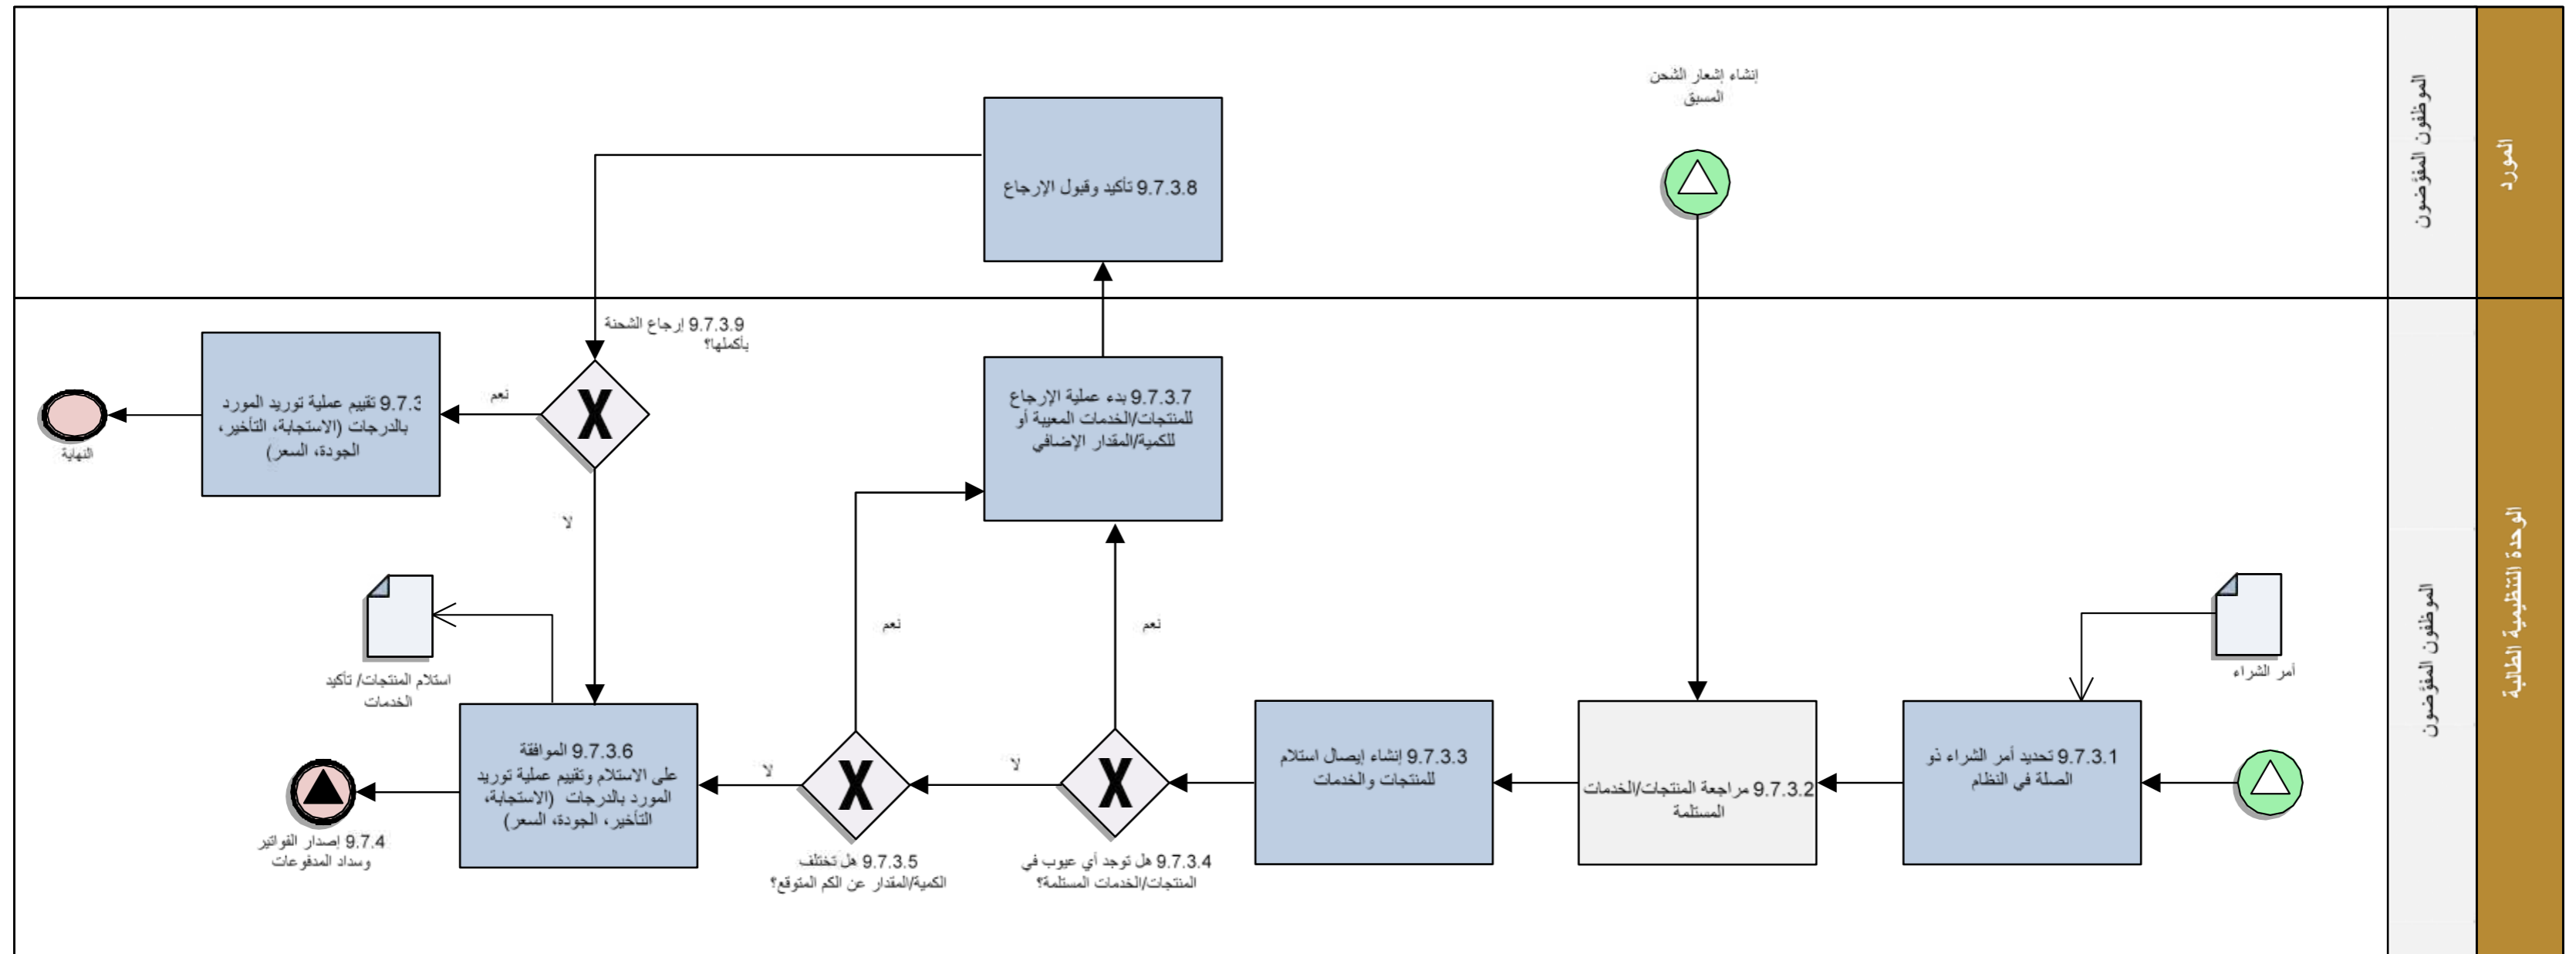 المورد
الموظفون المفوّضون
إنشاء إشعار الشحن
المسبق
9.7.3.8 تأكيد وقبول الإرجاع
الوحدة التنظيمية الطالبة
الموظفون المفوّضون
أمر الشراء
9.7.3.1 تحديد أمر الشراء ذو
الصلة في النظام
9.7.3.2 مراجعة المنتجات/الخدمات
المستلمة
9.7.3.3 إنشاء إيصال استلام
للمنتجات والخدمات
9.7.3.4 هل توجد أي عيوب في
المنتجات/الخدمات المستلمة؟
نعم
لا
9.7.3.5 هل تختلف
الكمية/المقدار عن الكم المتوقع؟
نعم
لا
9.7.3.7 بدء عملية الإرجاع
للمنتجات/الخدمات المعيبة أو
للكمية/المقدار الإضافي
9.7.3.9 إرجاع الشحنة
بأكملها؟
نعم
لا
9.7.3 تقييم عملية توريد المورد
بالدرجات (الاستجابة، التأخير،
الجودة، السعر)
النهاية
استلام المنتجات/ تأكيد
الخدمات
9.7.3.6 الموافقة
على الاستلام وتقييم عملية توريد
المورد بالدرجات (الاستجابة،
التأخير، الجودة، السعر)
9.7.4 إصدار الفواتير
وسداد المدفوعات